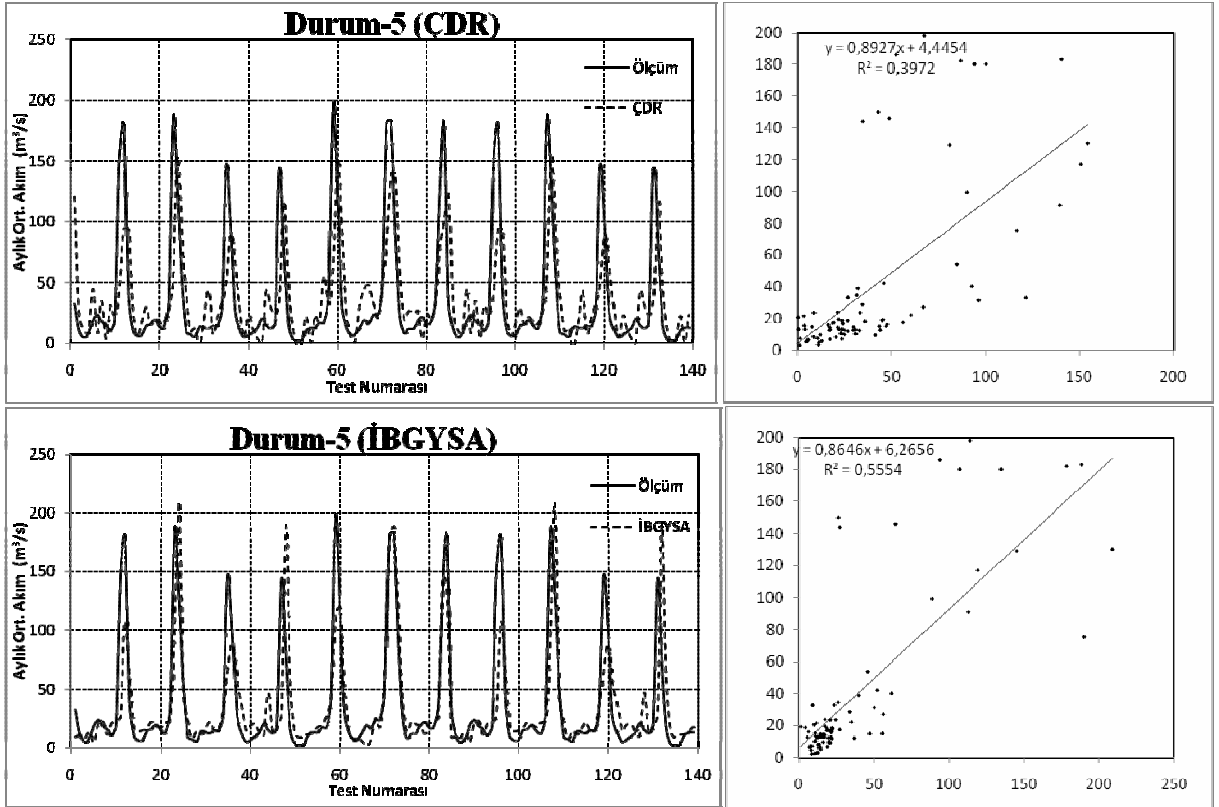 Durum-5 (ÇDR)
Aylık Ort. Akım (m³/s)
250
200
150
100
50
0
Ölçüm
ÇDR
0 20 40 60 80 100 120 140
Test Numarası
y = 0,8927x + 4,4454
R² = 0,3972
200
180
160
140
120
100
80
60
40
20
0
0 50 100 150 200
Durum-5 (İBGYSA)
Aylık Ort. Akım (m³/s)
250
200
150
100
50
0
Ölçüm
İBGYSA
0 20 40 60 80 100 120 140
Test Numarası
y = 0,8646x + 6,2656
R² = 0,5554
200
180
160
140
120
100
80
60
40
20
0
0 50 100 150 200 250